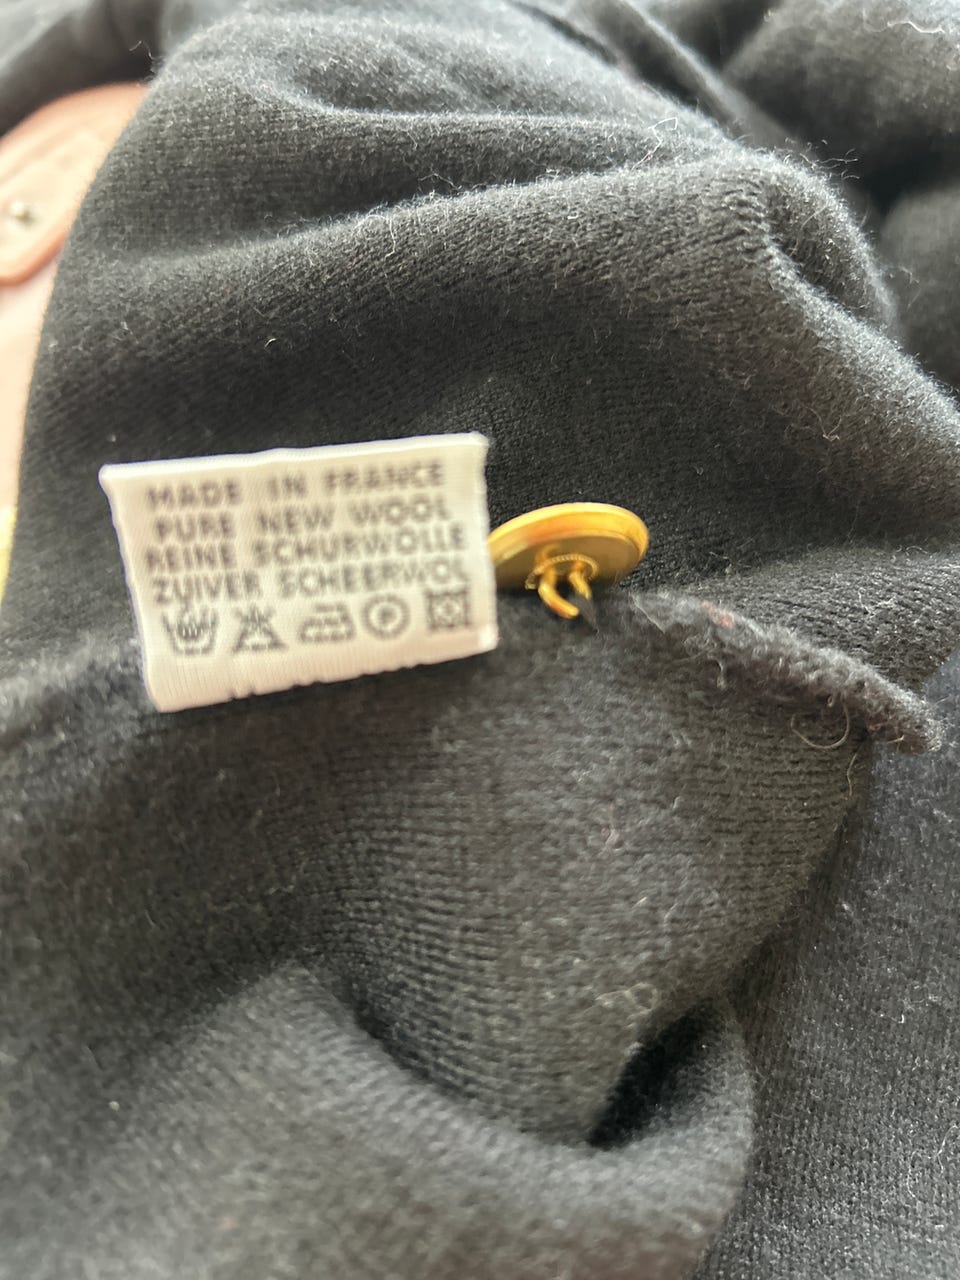 MADE IN FRANCE
PURE NEW WOOL
REINE SCHURWOLLE
ZUIVER SCHEERWOL
P